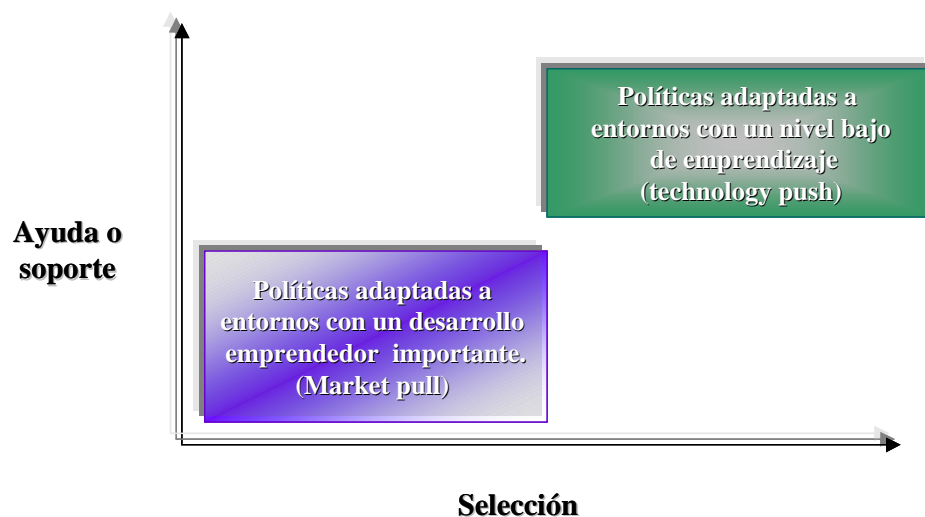 Políticas adaptadas a
entornos con un nivel bajo
de emprendizaje
(technology push)
Ayuda o
soporte
Políticas adaptadas a
entornos con un desarrollo
emprendedor importante.
(Market pull)
Selección